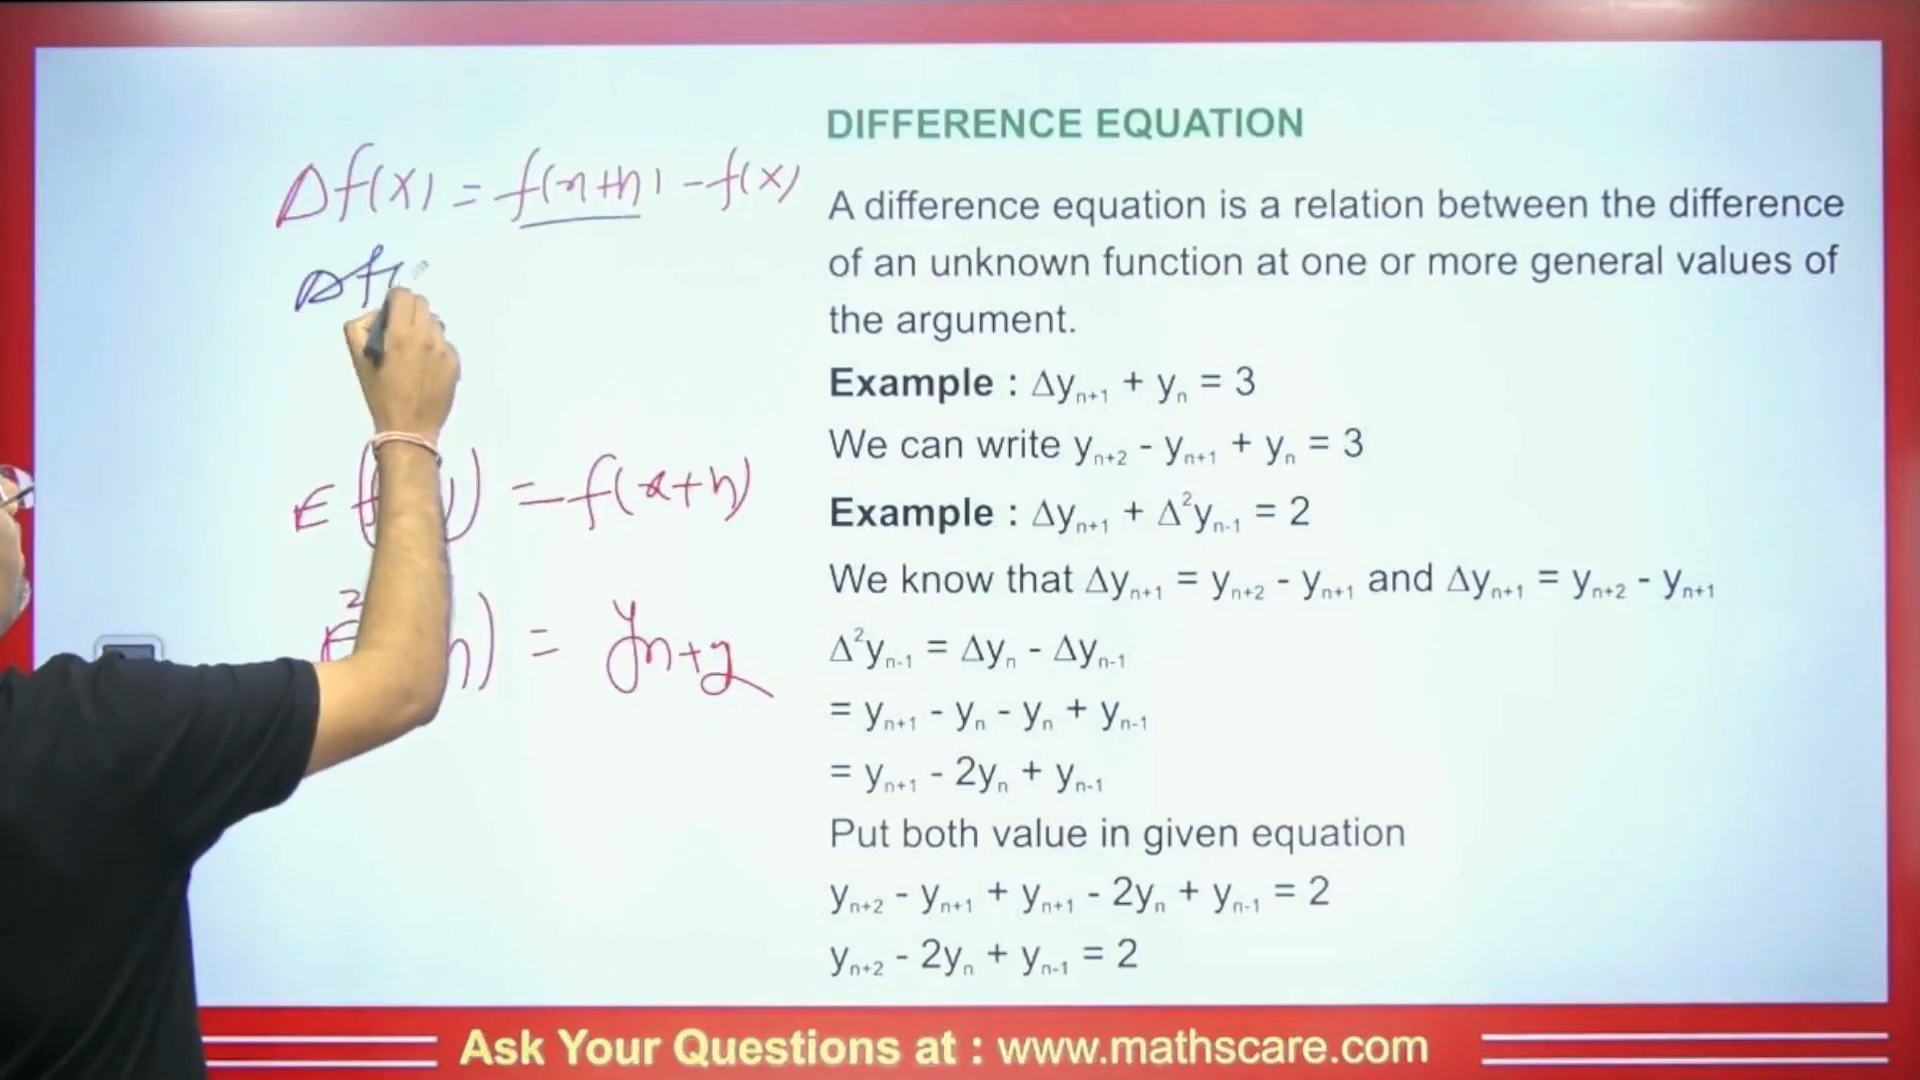 DIFFERENCE EQUATION
A difference equation is a relation between the difference
of an unknown function at one or more general values of
the argument.
Example : Δyₙ₊₁ + yₙ = 3
We can write yₙ₊₂ - yₙ₊₁ + yₙ = 3
Example : Δyₙ₊₁ + Δ²yₙ₋₁ = 2
We know that Δyₙ₊₁ = yₙ₊₂ - yₙ₊₁ and Δyₙ₊₁ = yₙ₊₂ - yₙ₊₁
Δ²yₙ₋₁ = Δyₙ - Δyₙ₋₁
= yₙ₊₁ - yₙ - yₙ + yₙ₋₁
= yₙ₊₁ - 2yₙ + yₙ₋₁
Put both value in given equation
yₙ₊₂ - yₙ₊₁ + yₙ₊₁ - 2yₙ + yₙ₋₁ = 2
yₙ₊₂ - 2yₙ + yₙ₋₁ = 2
Δf(x) = f(x+h) - f(x)
Δf(
E(f ) = f(x+h)
E² n) = yₙ₊₂
Ask Your Questions at : www.mathscare.com